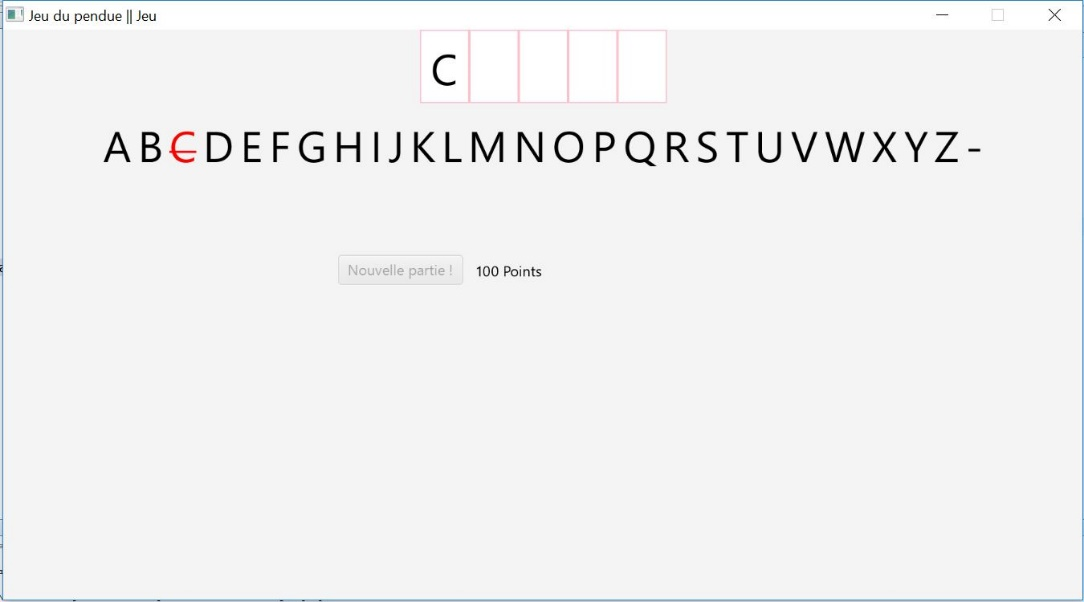 Jeu du pendue || Jeu
C
A B C D E F G H I J K L M N O P Q R S T U V W X Y Z -
Nouvelle partie ! 100 Points